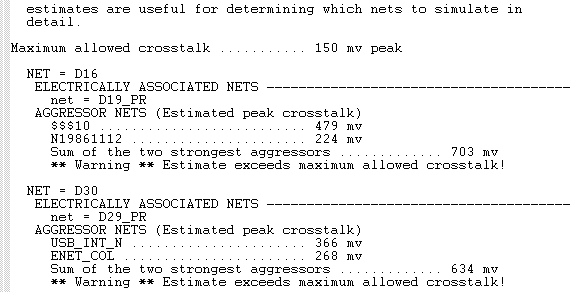 estimates are useful for determining which nets to simulate in
detail.
Maximum allowed crosstalk ........... 150 mv peak
NET = D16
ELECTRICALLY ASSOCIATED NETS ---------------------------------------
net = D19_PR
AGGRESSOR NETS (Estimated peak crosstalk)
$$$10 .......................... 479 mv
N19861112 ...................... 224 mv
Sum of the two strongest aggressors ............. 703 mv
** Warning ** Estimate exceeds maximum allowed crosstalk!
NET = D30
ELECTRICALLY ASSOCIATED NETS ---------------------------------------
net = D29_PR
AGGRESSOR NETS (Estimated peak crosstalk)
USB_INT_N ...................... 366 mv
ENET_COL ....................... 268 mv
Sum of the two strongest aggressors ............. 634 mv
** Warning ** Estimate exceeds maximum allowed crosstalk!